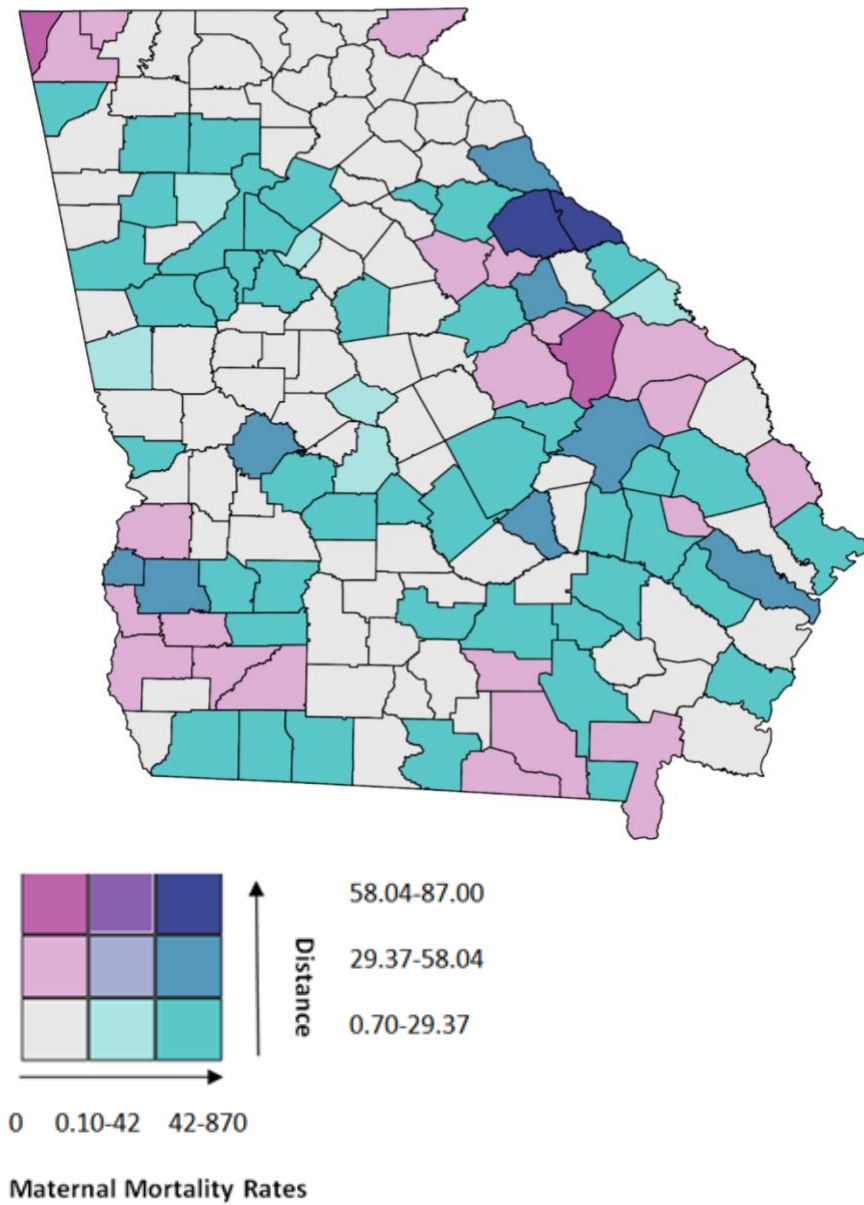 58.04-87.00
Distance
29.37-58.04
0.70-29.37
0 0.10-42 42-870
Maternal Mortality Rates